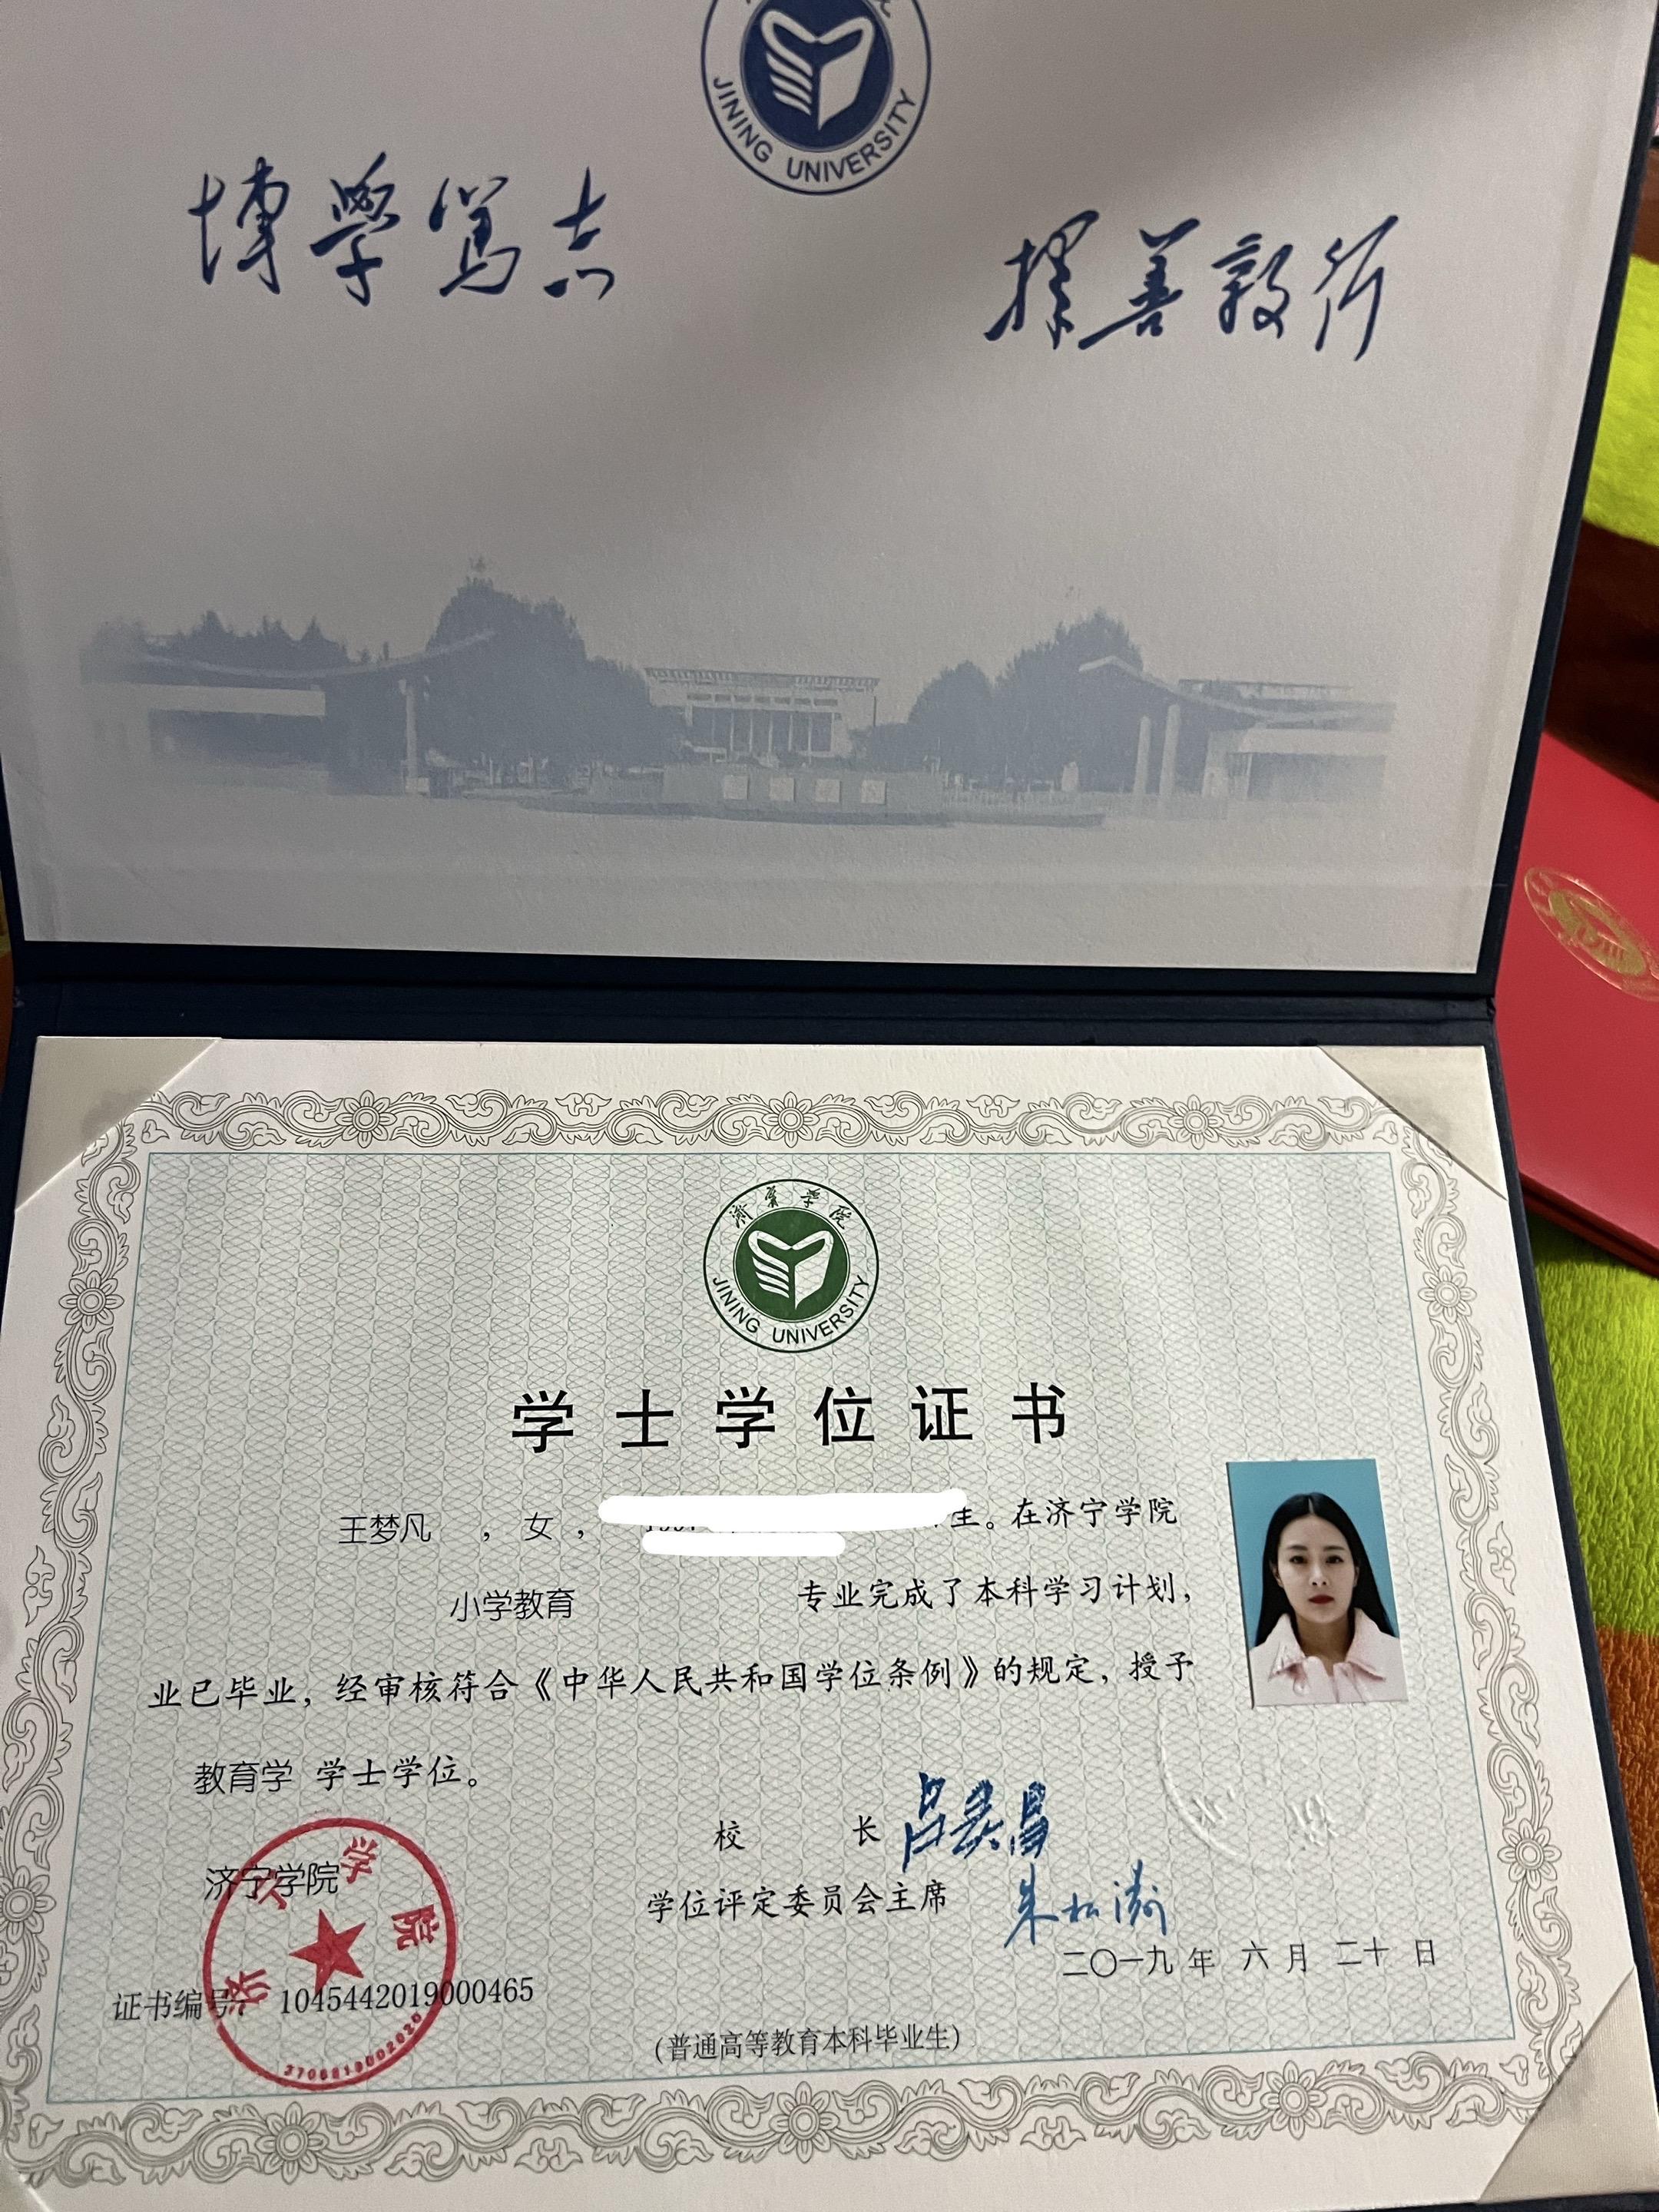 JINING UNIVERSITY
博学笃志
择善敦行
济宁学院
JINING UNIVERSITY
学士学位证书
王梦凡 ，女， 生。在济宁学院
小学教育 专业完成了本科学习计划，
业已毕业，经审核符合《中华人民共和国学位条例》的规定，授予
教育学 学士学位。
校 长
济宁学院
学位评定委员会主席
二〇一九年 六月 二十 日
证书编号： 1045442019000465
(普通高等教育本科毕业生)
济宁学院